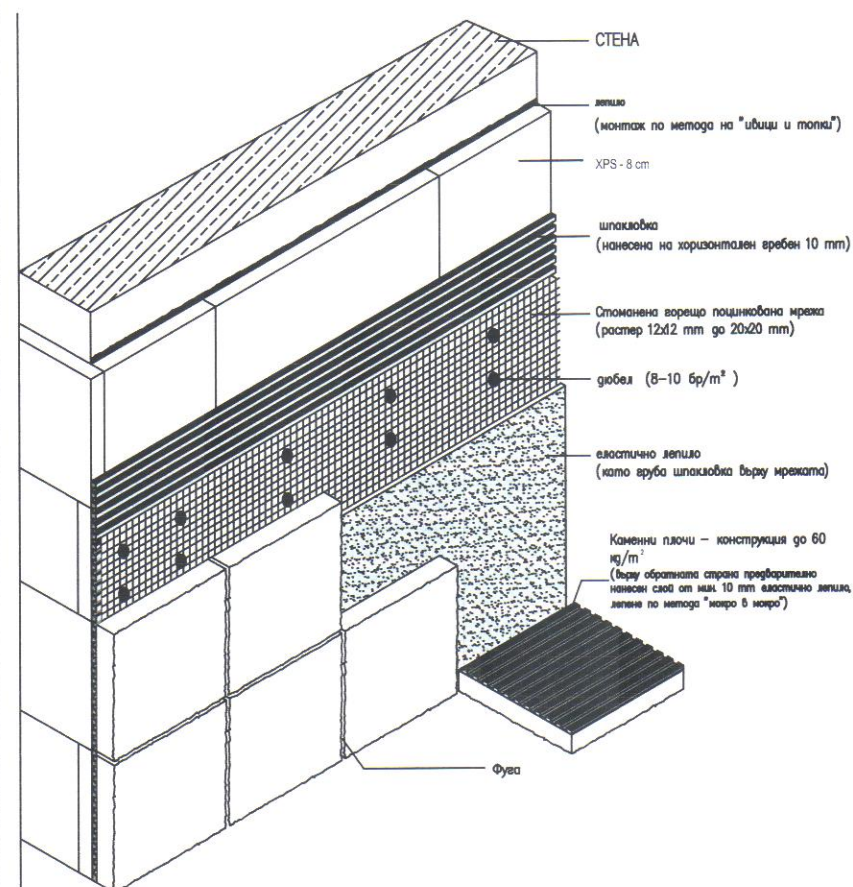 СТЕНА
лепило
(монтаж по метода на "ивици и топки")
XPS - 8 cm
шпакловка
(нанесена на хоризонтален гребен 10 mm)
Стоманена горещо поцинкована мрежа
(растер 12x12 mm до 20x20 mm)
дюбел (8–10 бр/m²)
еластично лепило
(като груба шпакловка върху мрежата)
Каменни плочи – конструкция до 60
кg/m²
(върху обратната страна предварително
нанесен слой от мин. 10 mm еластично лепило,
лепене по метода "мокро в мокро")
Фуга